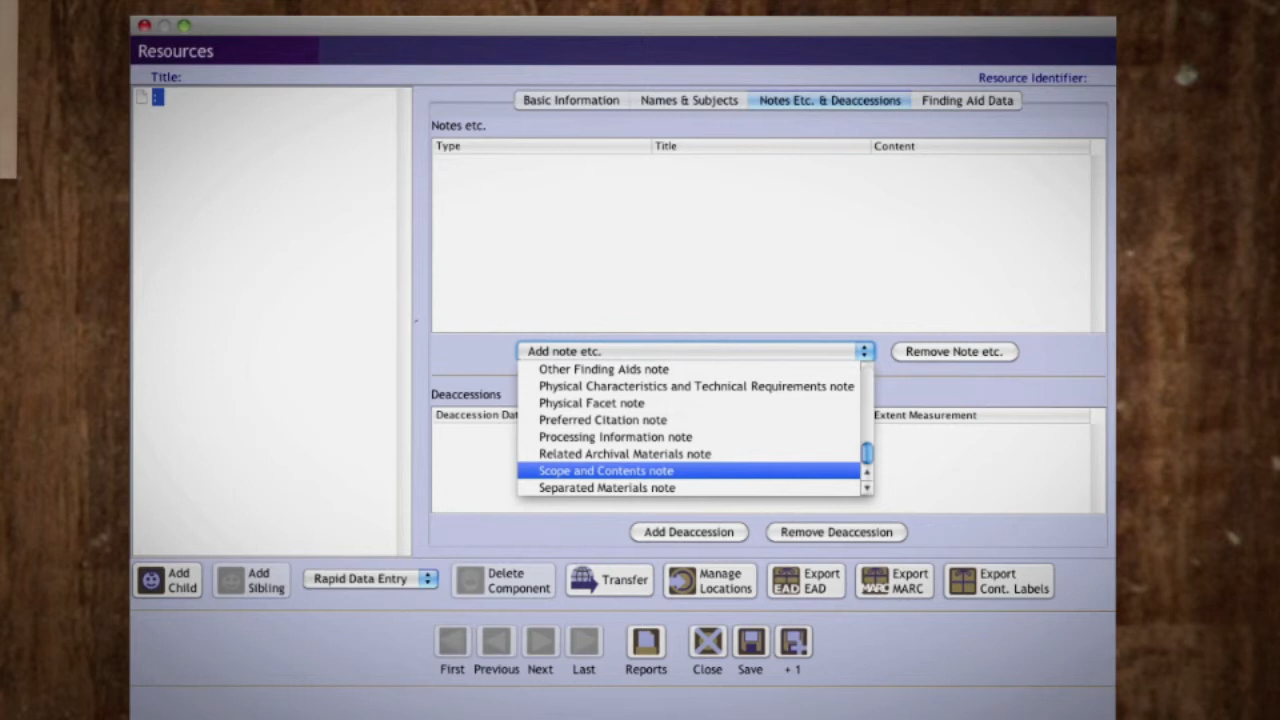 Resources
Title:
Resource Identifier:
:
Basic Information Names & Subjects Notes Etc. & Deaccessions Finding Aid Data
Notes etc.
Type Title Content
Add note etc.
Remove Note etc.
Other Finding Aids note
Physical Characteristics and Technical Requirements note
Physical Facet note
Preferred Citation note
Processing Information note
Related Archival Materials note
Scope and Contents note
Separated Materials note
Deaccessions
Deaccession Dat
Extent Measurement
Add Deaccession Remove Deaccession
Add Child
Add Sibling
Rapid Data Entry
Delete Component
Transfer
Manage Locations
EAD Export EAD
MARC Export MARC
Export Cont. Labels
First Previous Next Last Reports Close Save + 1